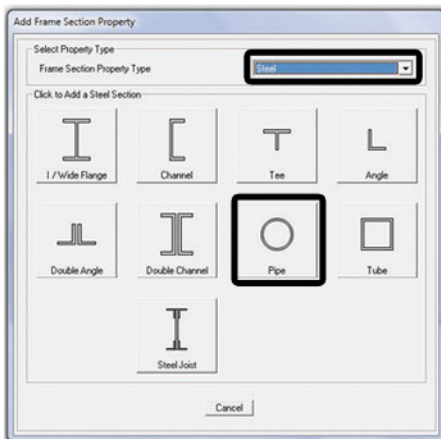 Add Frame Section Property
Select Property Type
Frame Section Property Type
Steel
Click to Add a Steel Section
I / Wide Flange
Channel
Tee
Angle
Double Angle
Double Channel
Pipe
Tube
Steel Joist
Cancel